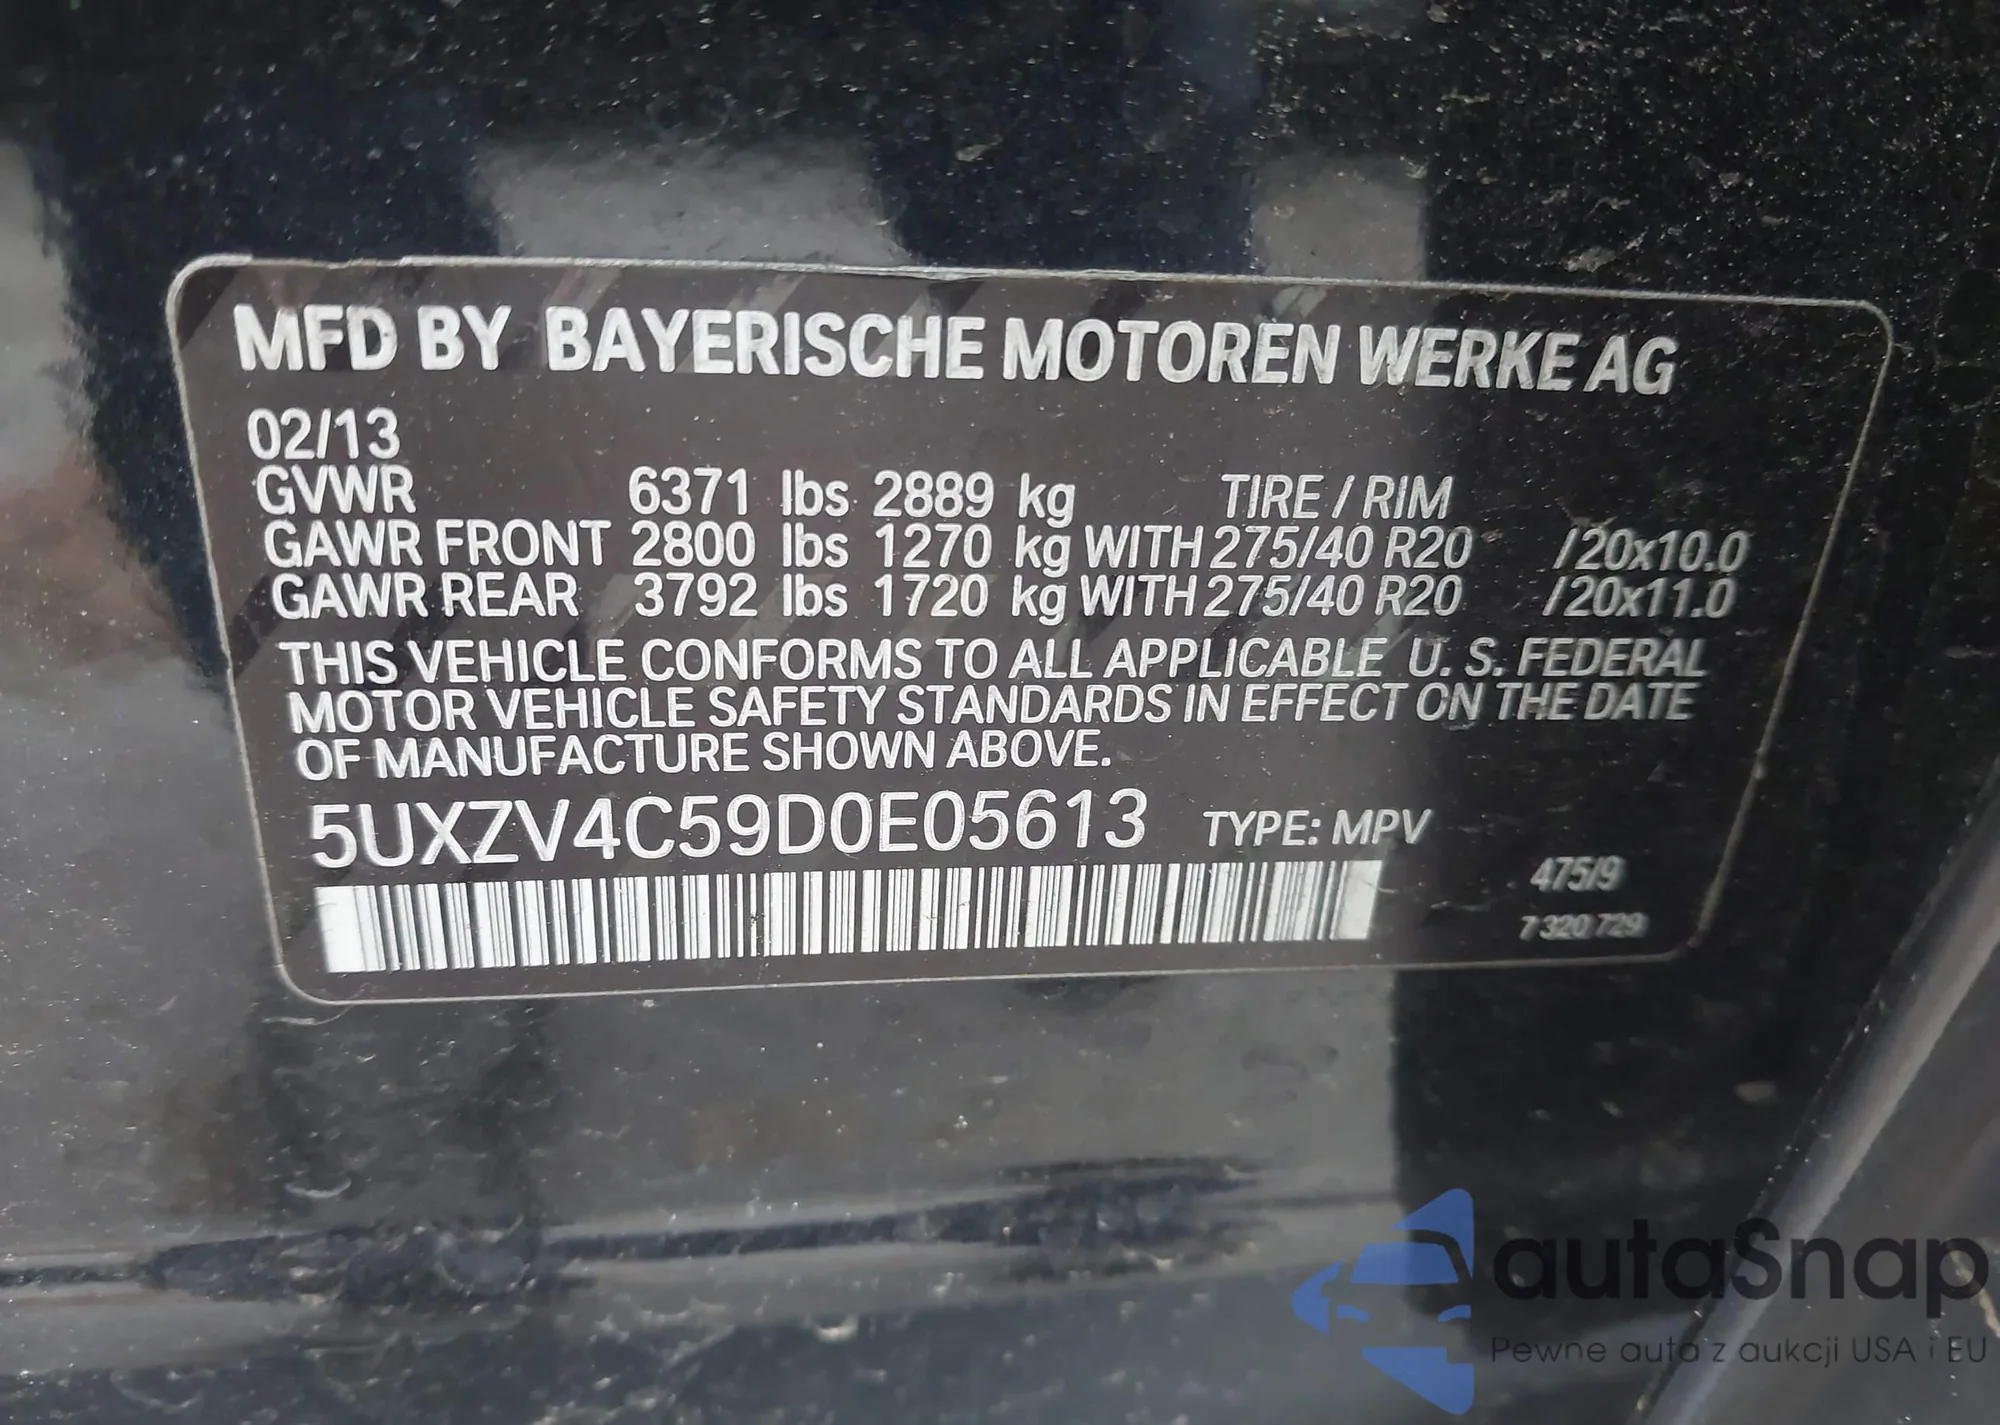 MFD BY BAYERISCHE MOTOREN WERKE AG
02/13
GVWR 6371 lbs 2889 kg TIRE / RIM
GAWR FRONT 2800 lbs 1270 kg WITH 275/40 R20 /20x10.0
GAWR REAR 3792 lbs 1720 kg WITH 275/40 R20 /20x11.0
THIS VEHICLE CONFORMS TO ALL APPLICABLE U. S. FEDERAL
MOTOR VEHICLE SAFETY STANDARDS IN EFFECT ON THE DATE
OF MANUFACTURE SHOWN ABOVE.
5UXZV4C59D0E05613 TYPE: MPV
475/9
7 320 729
autaSnap
Pewne auta z aukcji USA i EU